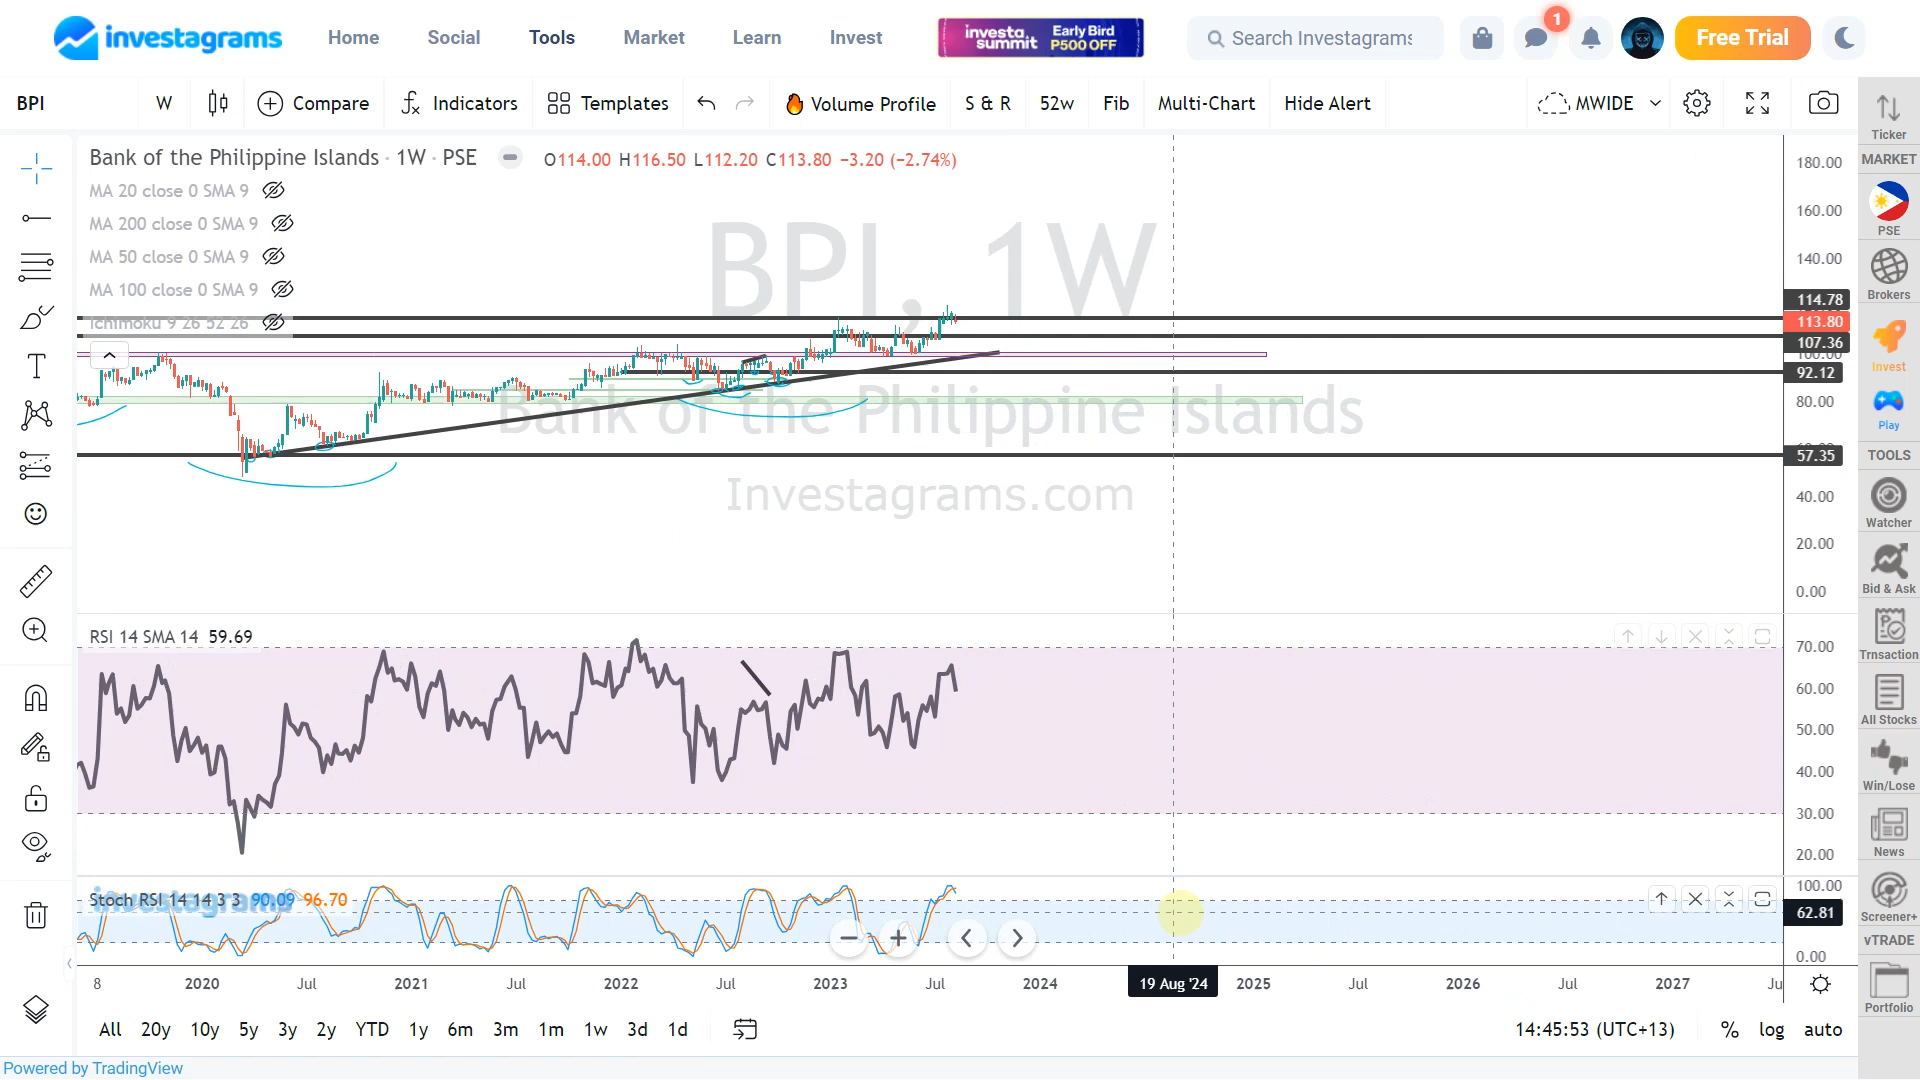 investagrams Home Social Tools Market Learn Invest investa summit Early Bird P500 OFF Search Investagrams 1 Free Trial
BPI W Compare Indicators Templates Volume Profile S & R 52w Fib Multi-Chart Hide Alert MWIDE
Bank of the Philippine Islands · 1W · PSE O114.00 H116.50 L112.20 C113.80 −3.20 (−2.74%)
MA 20 close 0 SMA 9
MA 200 close 0 SMA 9
MA 50 close 0 SMA 9
MA 100 close 0 SMA 9
Ichimoku 9 26 52 26
BPI, 1W
Bank of the Philippine Islands
Investagrams.com
180.00
160.00
140.00
114.78
113.80
107.36
100.00
92.12
80.00
57.35
40.00
20.00
0.00
RSI 14 SMA 14 59.69
70.00
60.00
50.00
40.00
30.00
20.00
investagrams
Stoch RSI 14 14 3 3 90.09 96.70
100.00
62.81
0.00
8 2020 Jul 2021 Jul 2022 Jul 2023 Jul 2024 19 Aug '24 2025 Jul 2026 Jul 2027 Ju
All 20y 10y 5y 3y 2y YTD 1y 6m 3m 1m 1w 3d 1d 14:45:53 (UTC+13) % log auto
Powered by TradingView
Ticker
MARKET
PSE
Brokers
Invest
Play
TOOLS
Watcher
Bid & Ask
Trnsaction
All Stocks
Win/Lose
News
Screener+
vTRADE
Portfolio